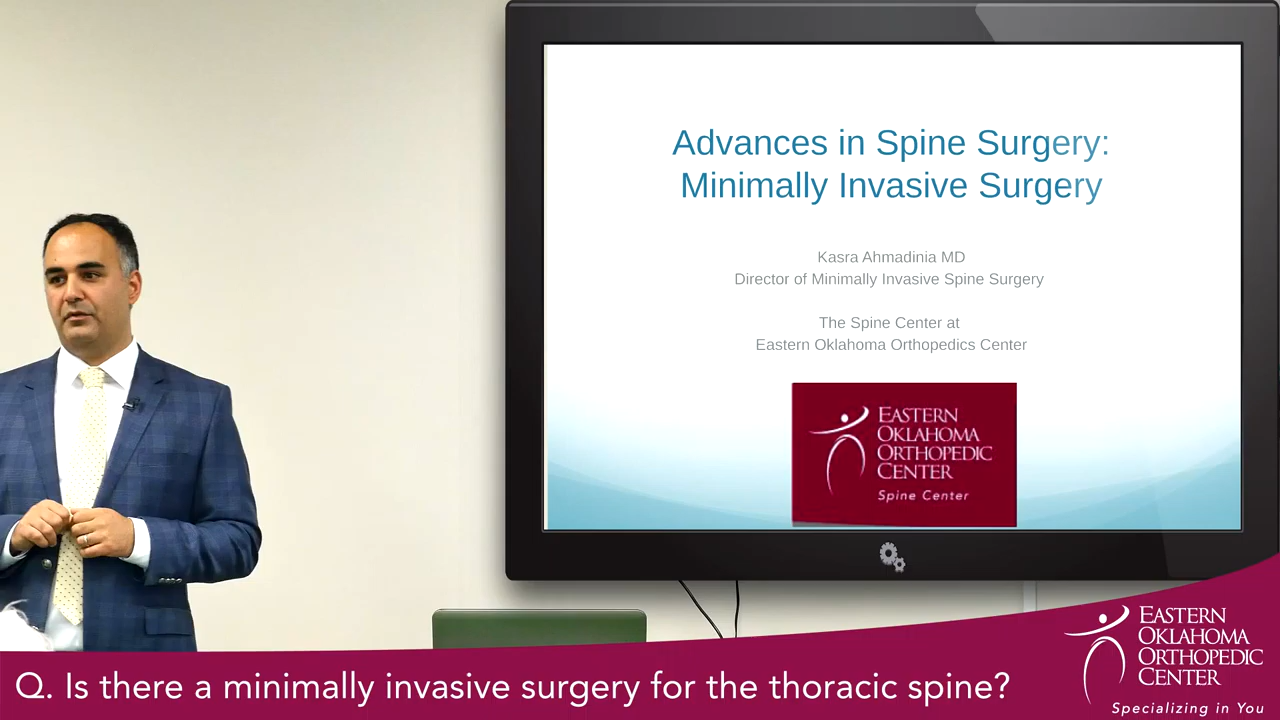 Advances in Spine Surgery:
Minimally Invasive Surgery
Kasra Ahmadinia MD
Director of Minimally Invasive Spine Surgery
The Spine Center at
Eastern Oklahoma Orthopedics Center
EASTERN
OKLAHOMA
ORTHOPEDIC
CENTER
Spine Center
Q. Is there a minimally invasive surgery for the thoracic spine?
EASTERN
OKLAHOMA
ORTHOPEDIC
CENTER
Specializing in You